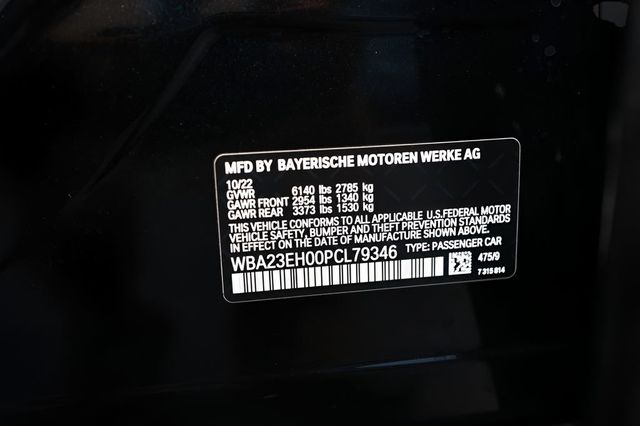 MFD BY BAYERISCHE MOTOREN WERKE AG
10/22
GVWR 6140 lbs 2785 kg
GAWR FRONT 2954 lbs 1340 kg
GAWR REAR 3373 lbs 1530 kg
THIS VEHICLE CONFORMS TO ALL APPLICABLE U.S.FEDERAL MOTOR
VEHICLE SAFETY, BUMPER AND THEFT PREVENTION STANDARDS
IN EFFECT ON THE DATE OF MANUFACTURE SHOWN ABOVE.
WBA23EH00PCL79346 TYPE: PASSENGER CAR
475/9
7 315 814